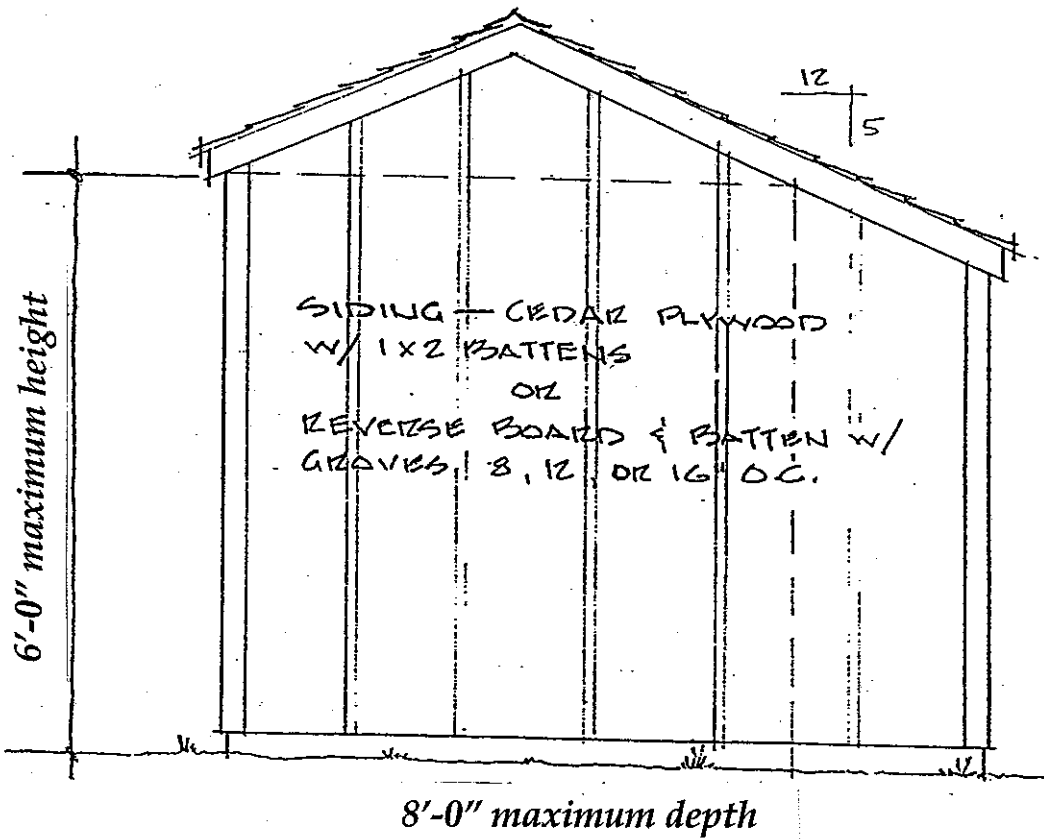 12
5
SIDING — CEDAR PLYWOOD
W/ 1X2 BATTENS
OR
REVERSE BOARD & BATTEN W/
GROVES, 8, 12, OR 16" O.C.
6'-0" maximum height
8'-0" maximum depth